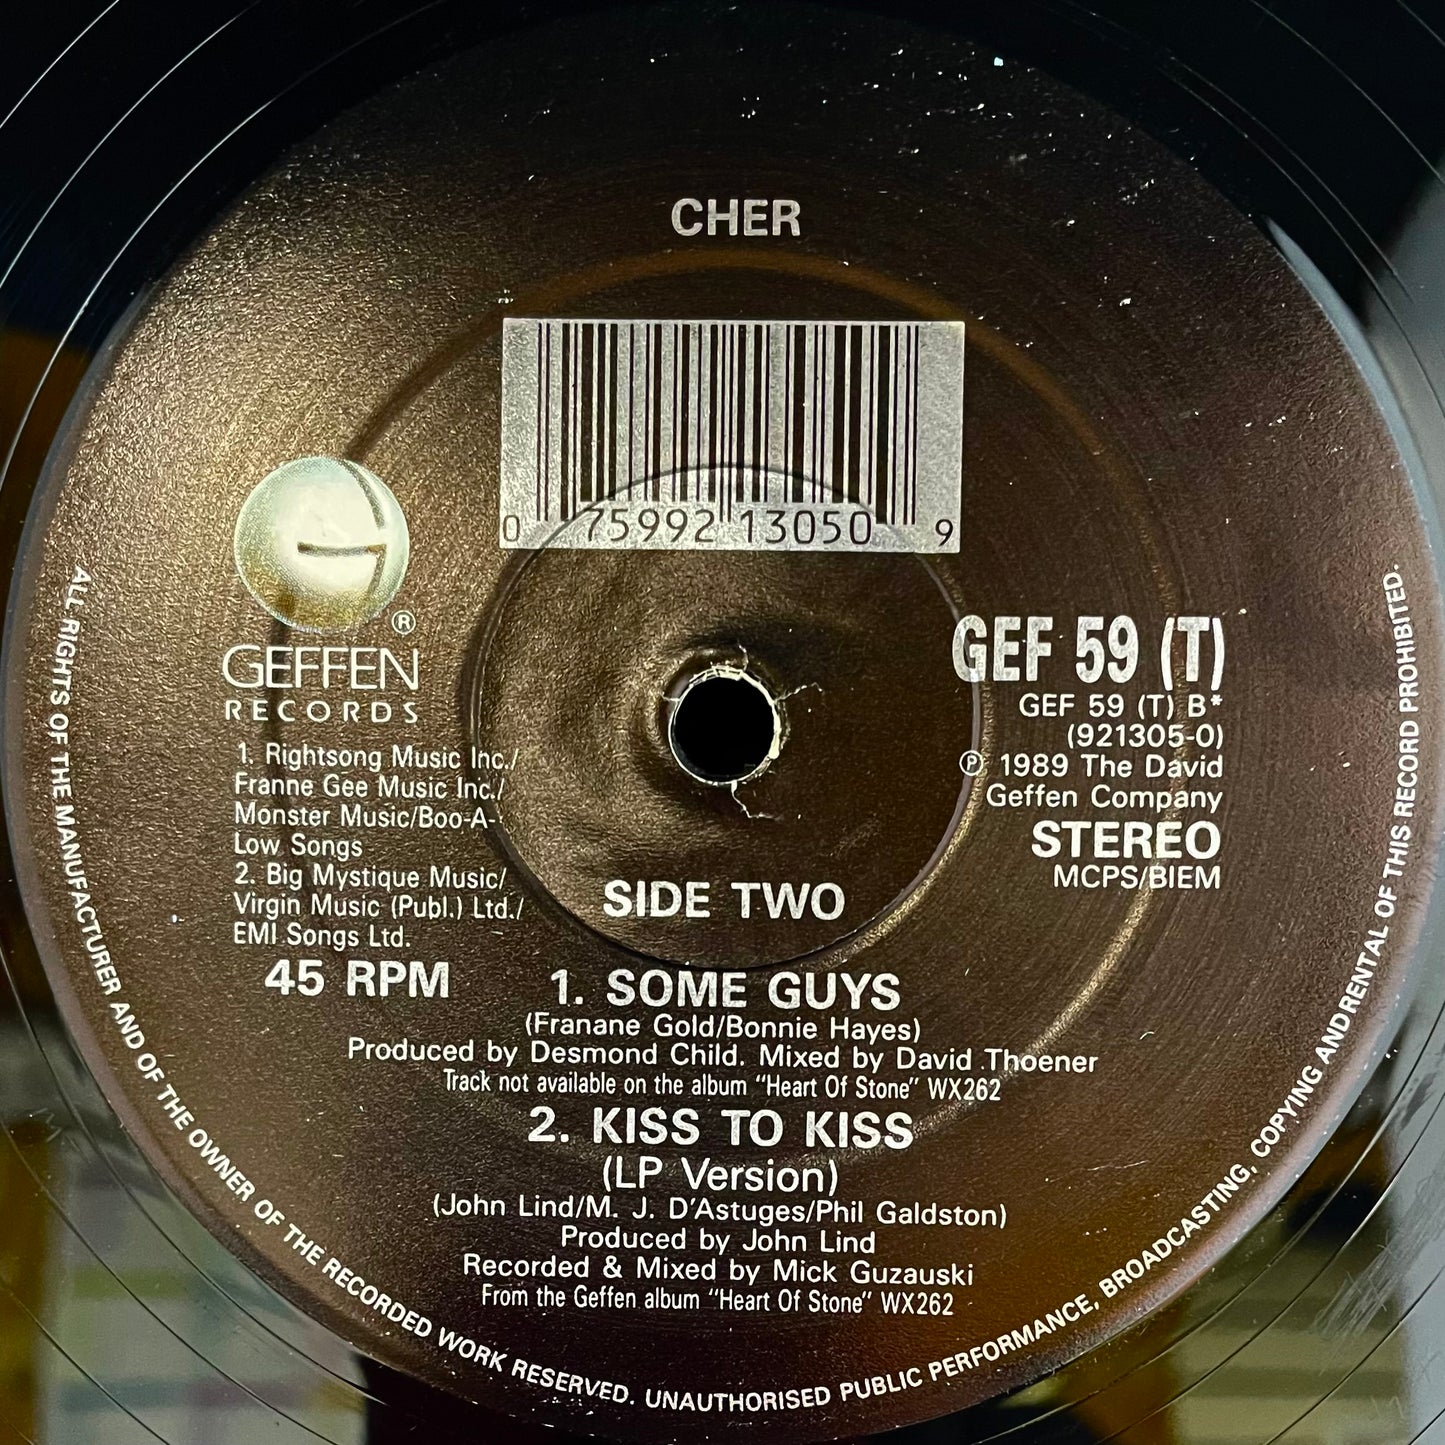 CHER
0 75992 13050 9
®
GEFFEN
RECORDS
GEF 59 (T)
GEF 59 (T) B*
(921305-0)
℗ 1989 The David
Geffen Company
STEREO
MCPS/BIEM
1. Rightsong Music Inc./
Franne Gee Music Inc./
Monster Music/Boo-A-
Low Songs
2. Big Mystique Music/
Virgin Music (Publ.) Ltd./
EMI Songs Ltd.
45 RPM
SIDE TWO
1. SOME GUYS
(Franane Gold/Bonnie Hayes)
Produced by Desmond Child. Mixed by David Thoener
Track not available on the album "Heart Of Stone" WX262
2. KISS TO KISS
(LP Version)
(John Lind/M. J. D'Astuges/Phil Galdston)
Produced by John Lind
Recorded & Mixed by Mick Guzauski
From the Geffen album "Heart Of Stone" WX262
ALL RIGHTS OF THE MANUFACTURER AND OF THE OWNER OF THE RECORDED WORK RESERVED. UNAUTHORISED PUBLIC PERFORMANCE, BROADCASTING, COPYING AND RENTAL OF THIS RECORD PROHIBITED.